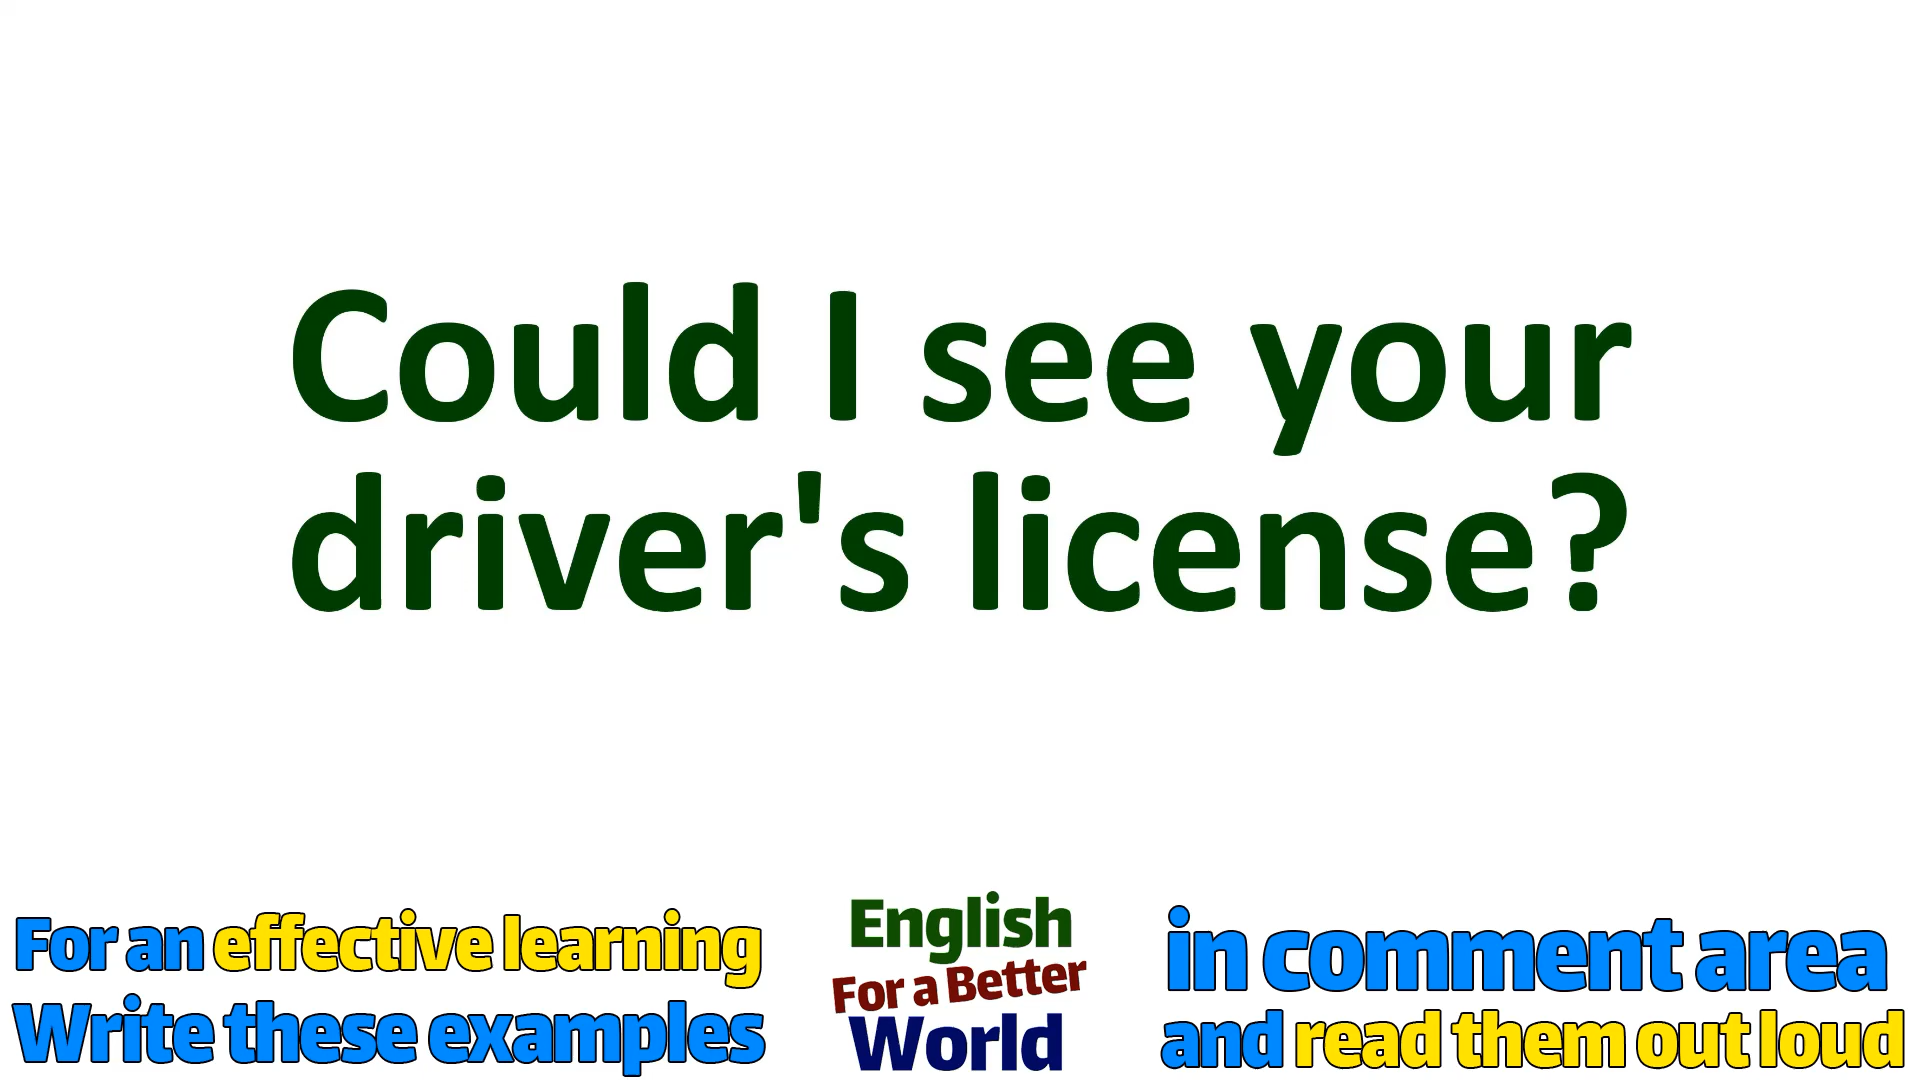 Could I see your
driver's license?
For an effective learning
Write these examples
English
For a Better
World
in comment area
and read them out loud